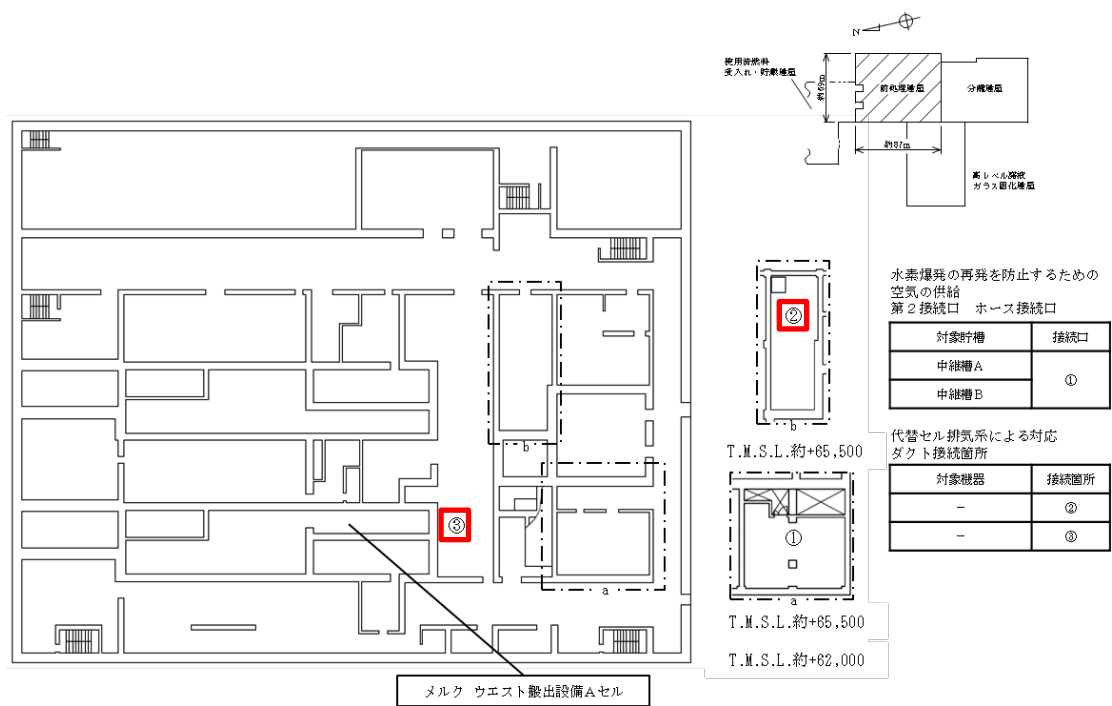 N
使用済燃料
受入れ・貯蔵建屋
約69m
前処理建屋
分離建屋
約87m
高レベル廃液
ガラス固化建屋
②
b
T.M.S.L.約+65,500
①
a
T.M.S.L.約+65,500
T.M.S.L.約+62,000
b
③
a
メルク ウエスト搬出設備Aセル
水素爆発の再発を防止するための
空気の供給
第2接続口 ホース接続口
対象貯槽 接続口
中継槽A ①
中継槽B
代替セル排気系による対応
ダクト接続箇所
対象機器 接続箇所
- ②
- ③